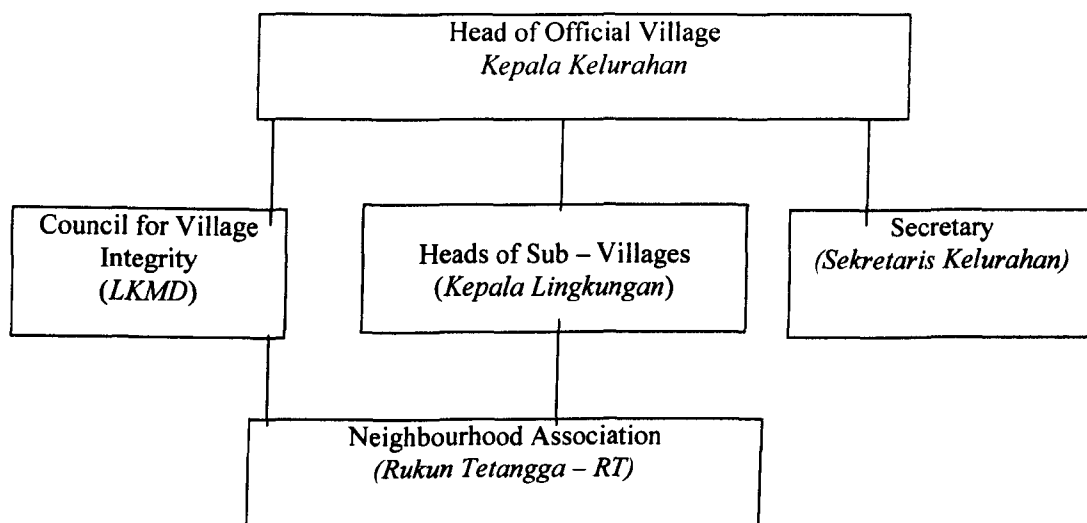 Head of Official Village
Kepala Kelurahan
Council for Village
Integrity
(LKMD)
Heads of Sub – Villages
(Kepala Lingkungan)
Secretary
(Sekretaris Kelurahan)
Neighbourhood Association
(Rukun Tetangga – RT)